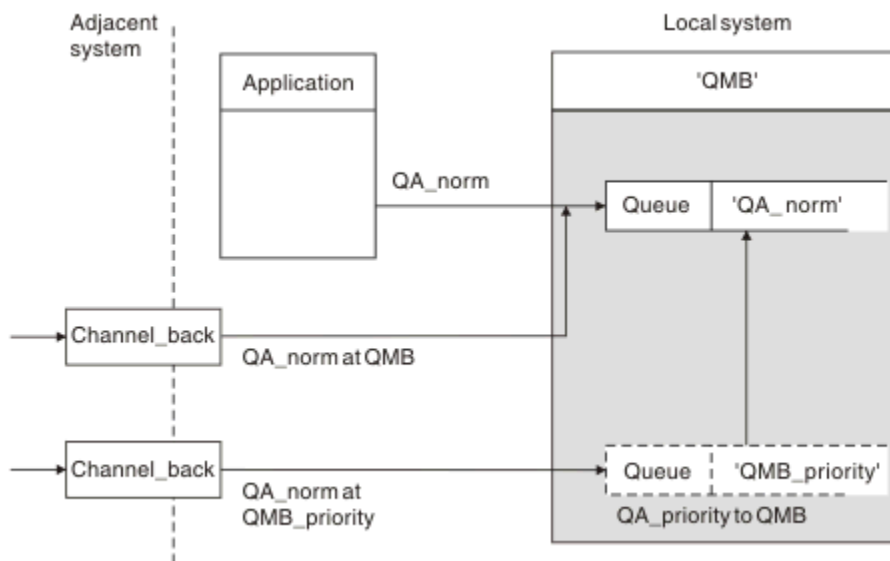 Adjacent
system
Local system
Application
'QMB'
QA_norm
Queue
'QA_norm'
Channel_back
QA_norm at QMB
Channel_back
QA_norm at
QMB_priority
Queue
'QMB_priority'
QA_priority to QMB